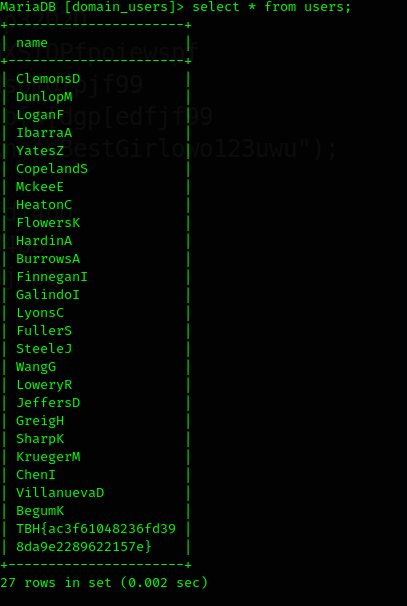 MariaDB [domain_users]> select * from users;
+----------------------+
| name                 |
+----------------------+
| ClemonsD             |
| DunlopM              |
| LoganF               |
| IbarraA              |
| YatesZ               |
| CopelandS            |
| MckeeE               |
| HeatonC              |
| FlowersK             |
| HardinA              |
| BurrowsA             |
| FinneganI            |
| GalindoI             |
| LyonsC               |
| FullerS              |
| SteeleJ              |
| WangG                |
| LoweryR              |
| JeffersD             |
| GreigH               |
| SharpK               |
| KruegerM             |
| ChenI                |
| VillanuevaD          |
| BegumK               |
| TBH{ac3f61048236fd39 |
| 8da9e2289622157e}    |
+----------------------+
27 rows in set (0.002 sec)